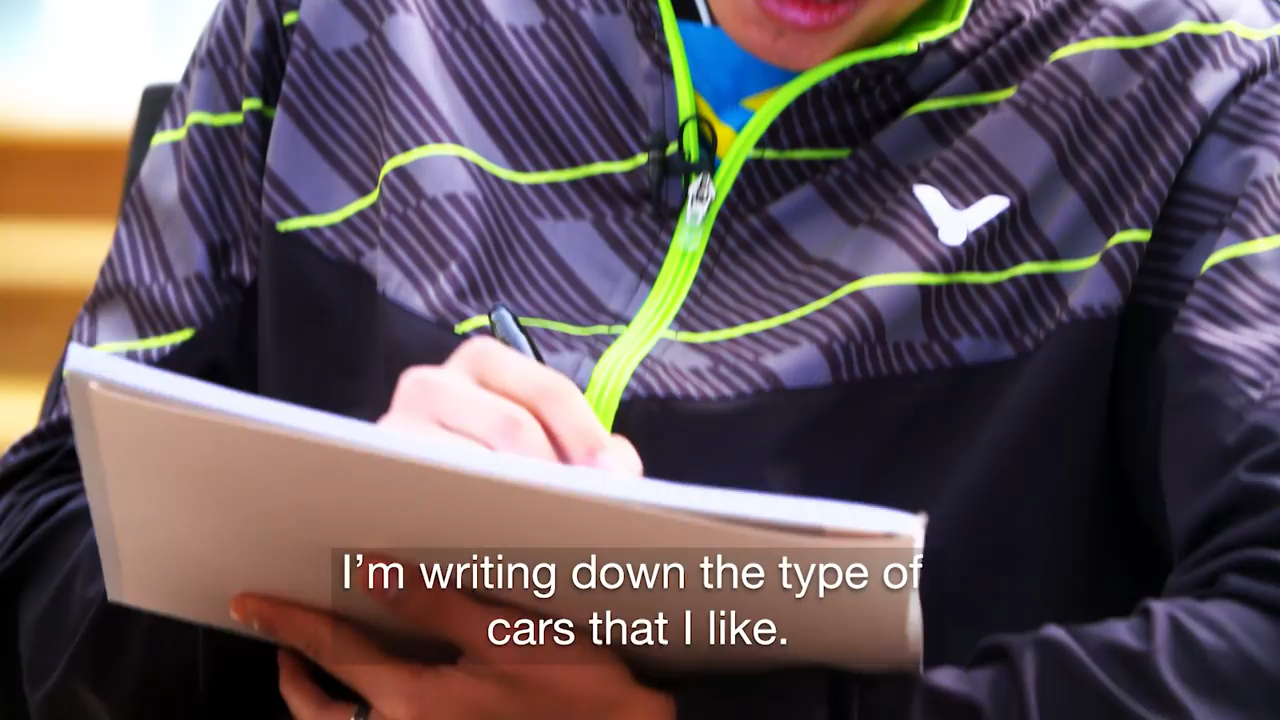 I’m writing down the type of
cars that I like.